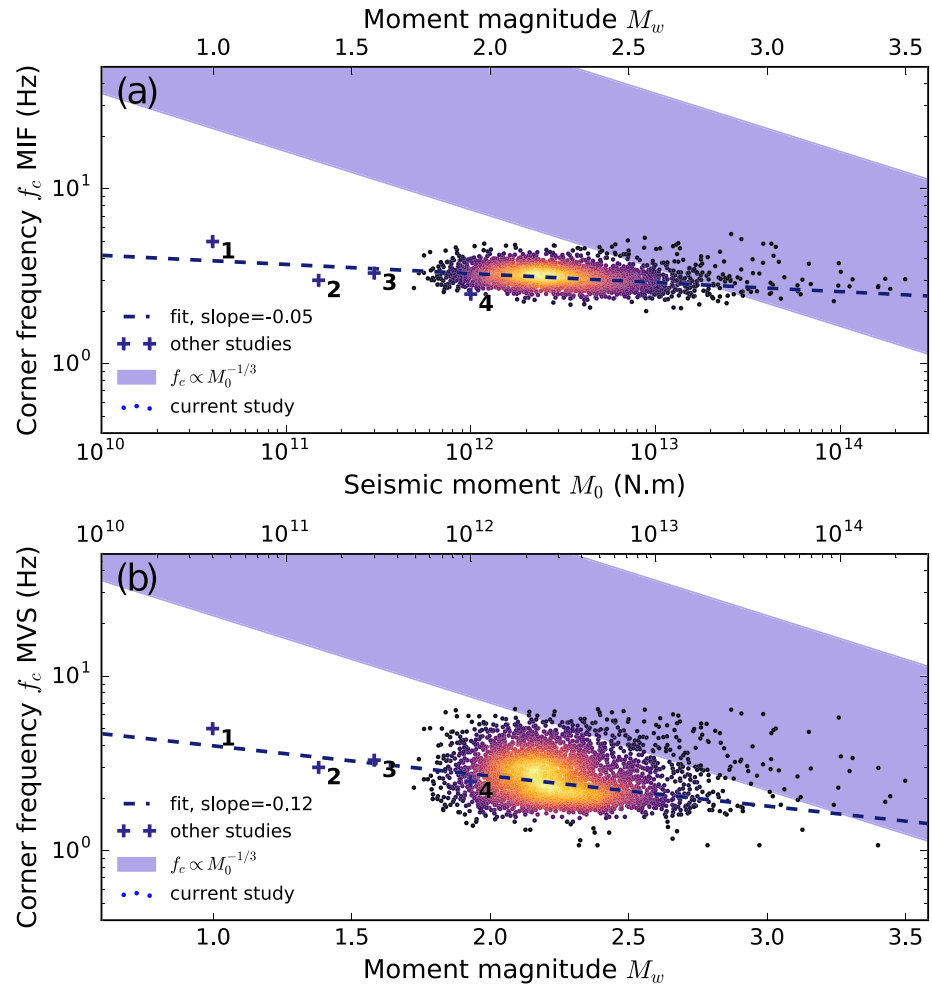 Moment magnitude $M_w$
1.0 1.5 2.0 2.5 3.0 3.5
(a)
Corner frequency $f_c$ MIF (Hz)
10^1
10^0
1
2
3
4
fit, slope=-0.05
other studies
$f_c \propto M_0^{-1/3}$
current study
10^10 10^11 10^12 10^13 10^14
Seismic moment $M_0$ (N.m)
10^10 10^11 10^12 10^13 10^14
(b)
Corner frequency $f_c$ MVS (Hz)
10^1
10^0
1
2
3
4
fit, slope=-0.12
other studies
$f_c \propto M_0^{-1/3}$
current study
1.0 1.5 2.0 2.5 3.0 3.5
Moment magnitude $M_w$